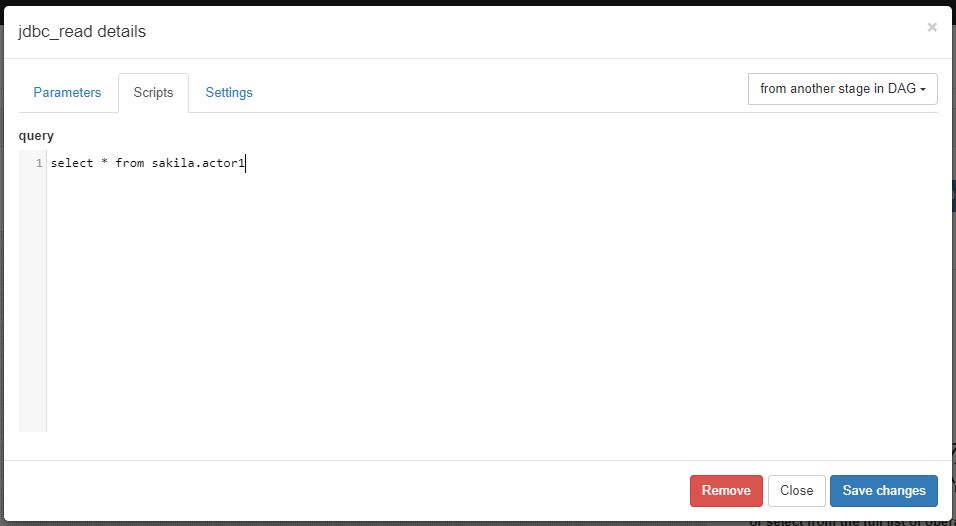 jdbc_read details
×
Parameters
Scripts
Settings
from another stage in DAG
query
1 select * from sakila.actor1
Remove
Close
Save changes